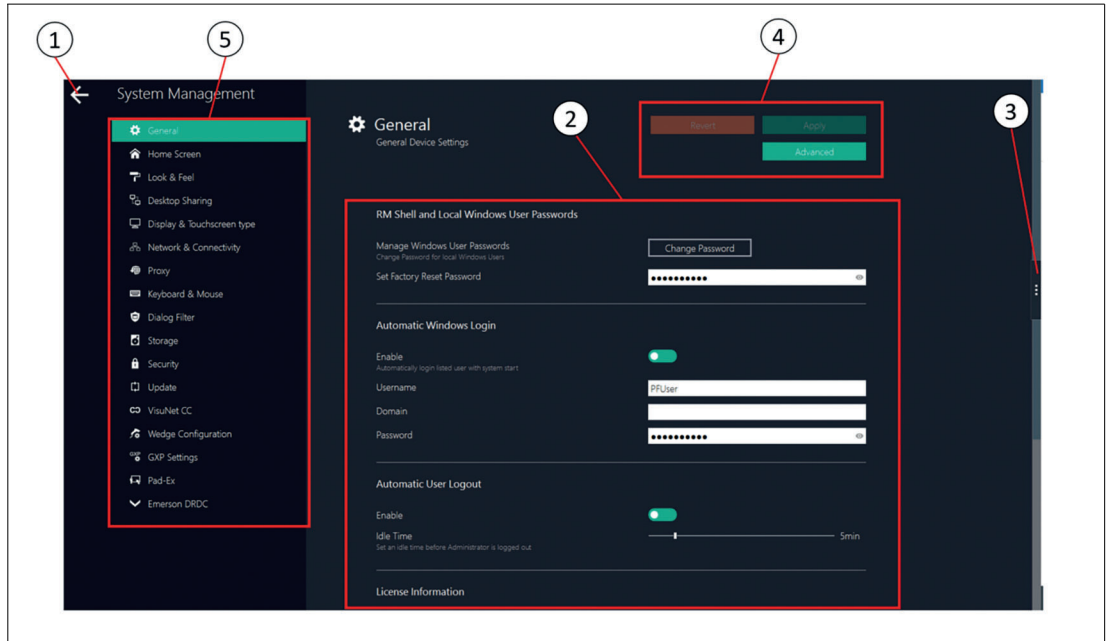 1
5
4
System Management
General
Home Screen
Look & Feel
Desktop Sharing
Display & Touchscreen type
Network & Connectivity
Proxy
Keyboard & Mouse
Dialog Filter
Storage
Security
Update
VisuNet CC
Wedge Configuration
GXP Settings
Pad-Ex
Emerson DRDC
General
General Device Settings
2
Revert
Apply
Advanced
3
RM Shell and Local Windows User Passwords
Manage Windows User Passwords
Change Password for local Windows Users
Change Password
Set Factory Reset Password
Automatic Windows Login
Enable
Automatically login listed user with system start
Username
PFUser
Domain
Password
Automatic User Logout
Enable
Idle Time
Set an idle time before Administrator is logged out
5min
License Information